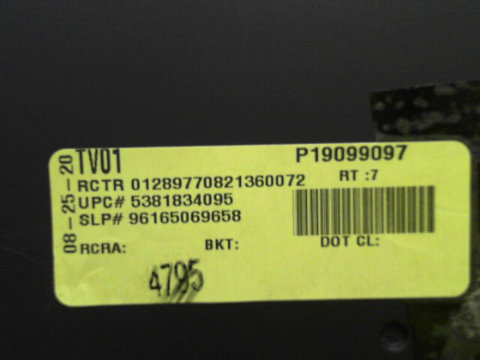 08-25-20
TV01 P19099097
RCTR 01289770821360072 RT :7
UPC# 5381834095
SLP# 96165069658
RCRA: BKT: DOT CL:
4795